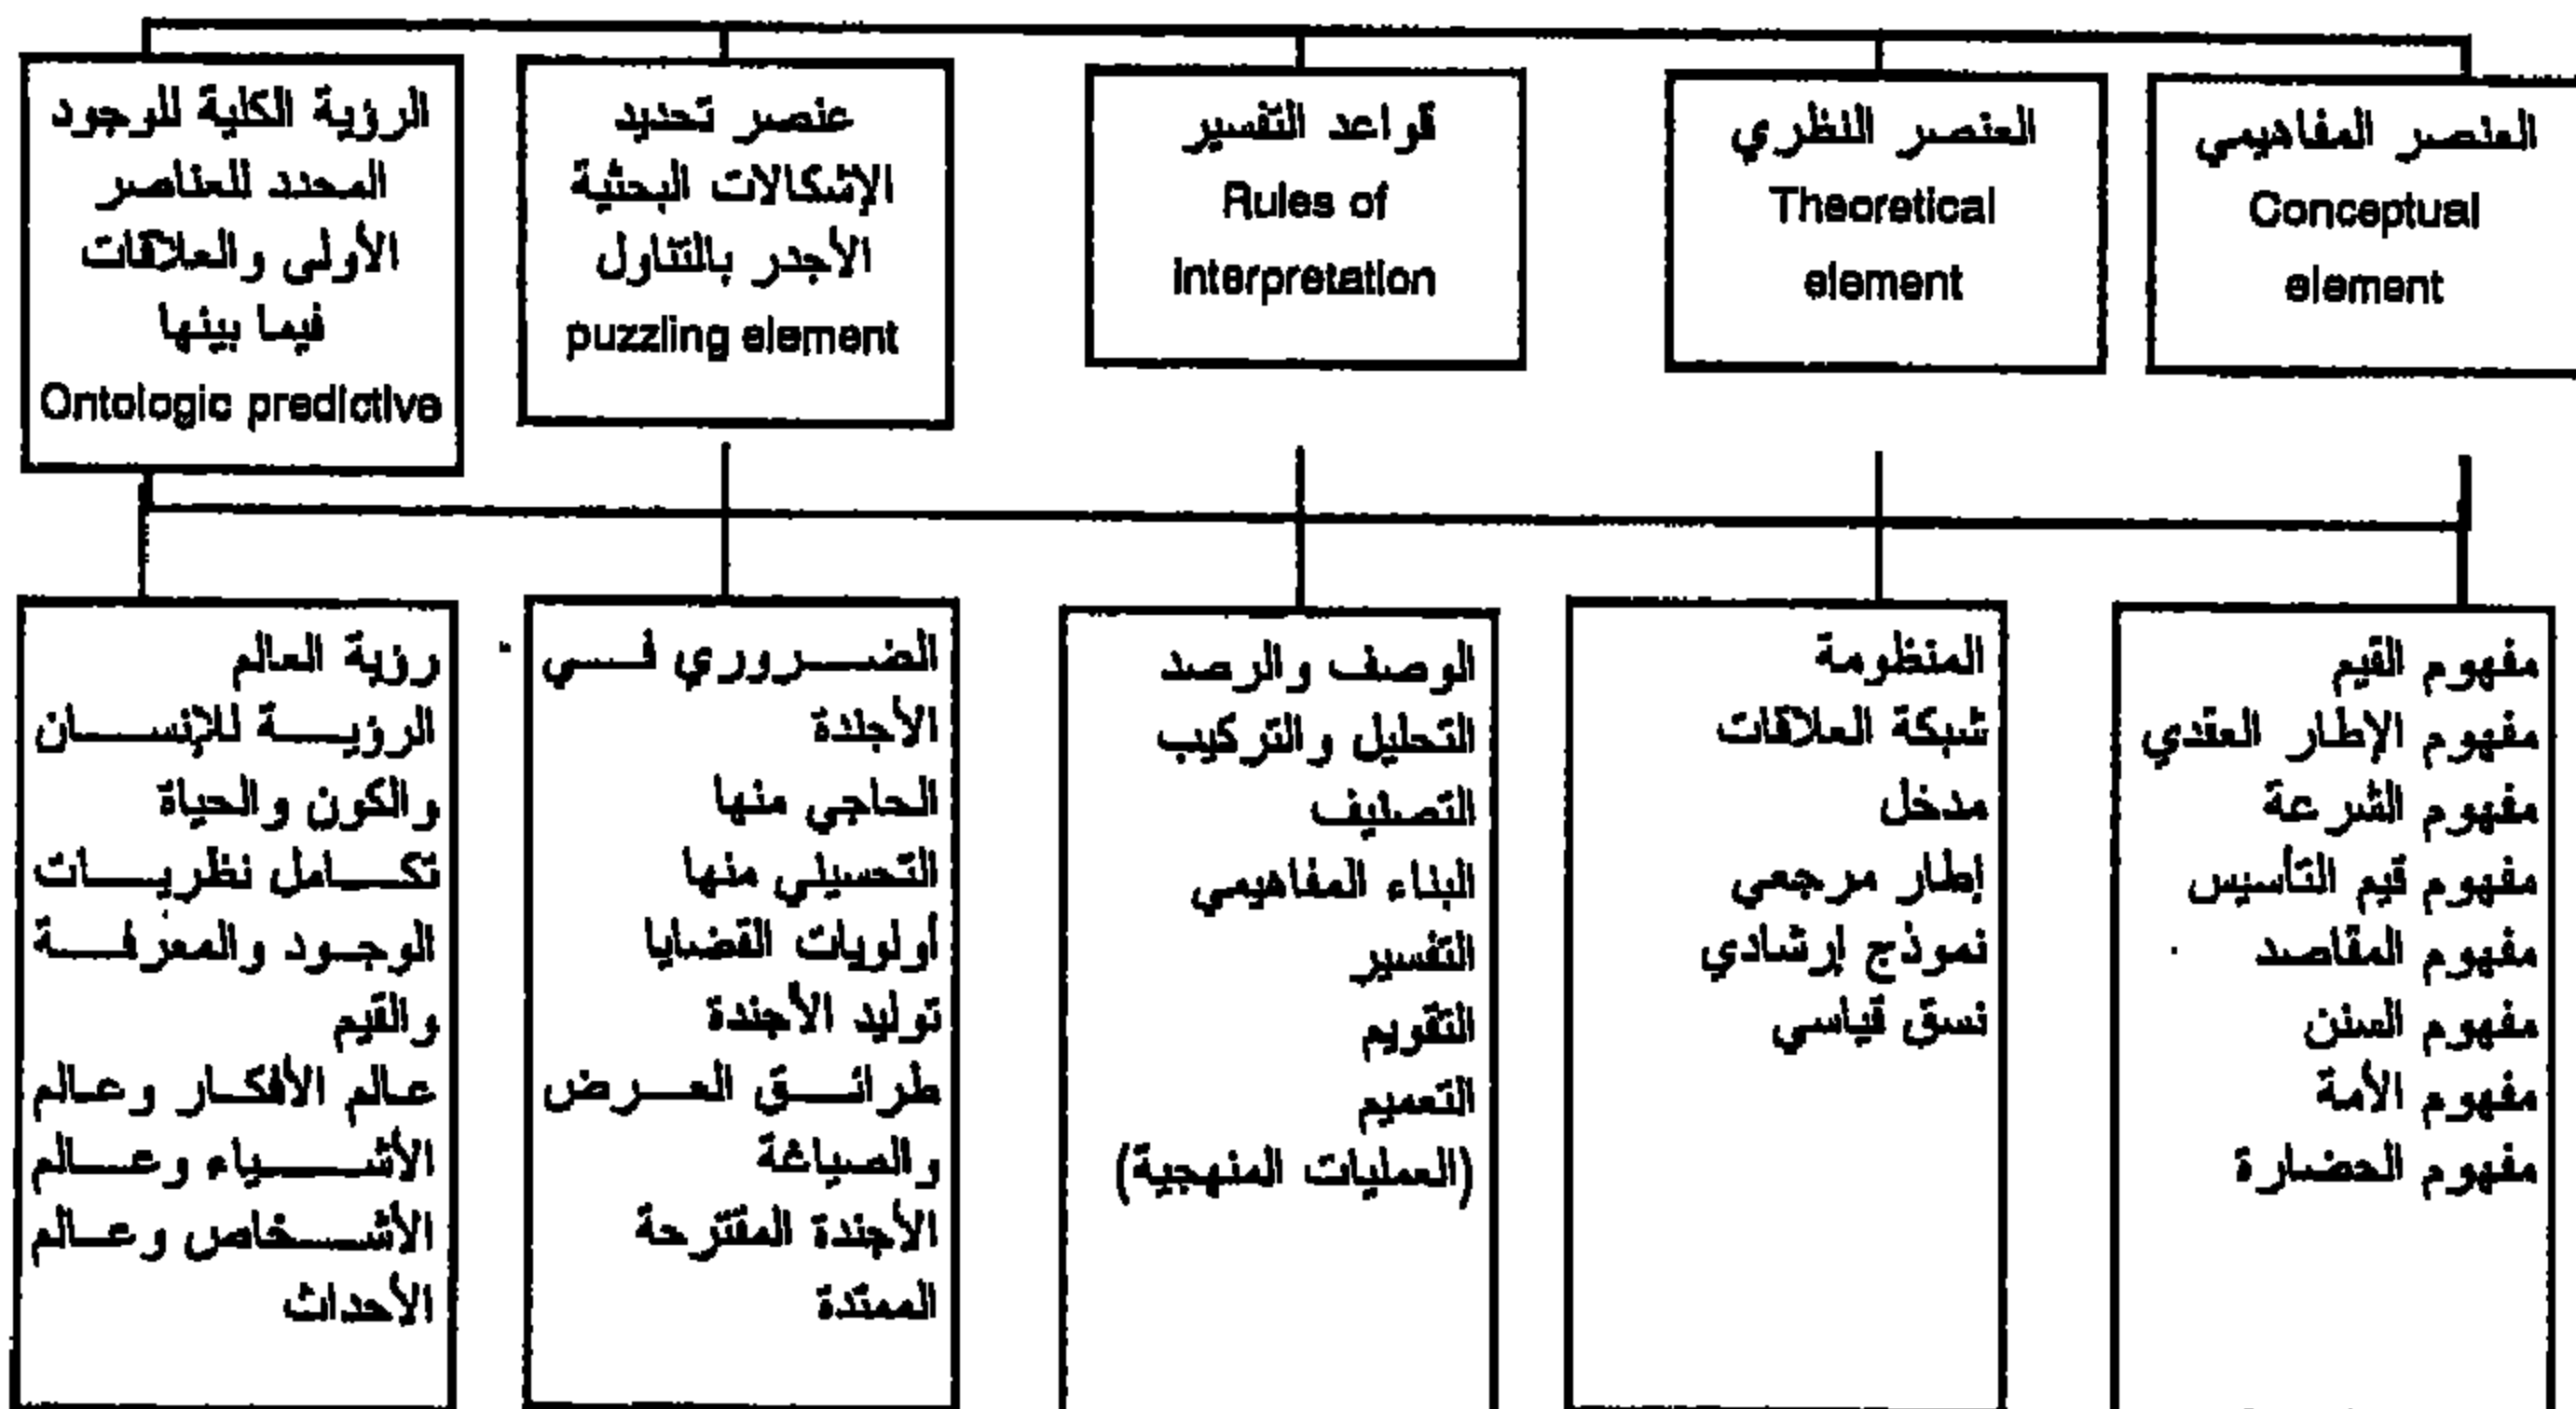 العنصر المفاهيمي
Conceptual
element
العنصر النظري
Theoretical
element
قواعد التفسير
Rules of
interpretation
عنصر تحديد
الإشكالات البحثية
الأجدر بالتناول
puzzling element
الرؤية الكلية للوجود
المحدد للعناصر
الأولى والعلاقات
فيما بينها
Ontologic predictive
مفهوم القيم
مفهوم الإطار العقدي
مفهوم الشرعة
مفهوم قيم التأسيس
مفهوم المقاصد
مفهوم السنن
مفهوم الأمة
مفهوم الحضارة
المنظومة
شبكة العلاقات
مدخل
إطار مرجعي
نموذج إرشادي
نسق قياسي
الوصف والرصد
التحليل والتركيب
التصنيف
البناء المفاهيمي
التفسير
التقويم
التعميم
(العمليات المنهجية)
الضروري في
الأجندة
الحاجي منها
التحسيني منها
أولويات القضايا
توليد الأجندة
طرائق العرض
والصياغة
الأجندة المقترحة
الممتدة
رؤية العالم
الرؤية للإنسان
والكون والحياة
تكامل نظريات
الوجود والمعرفة
والقيم
عالم الأفكار وعالم
الأشياء وعالم
الأشخاص وعالم
الأحداث